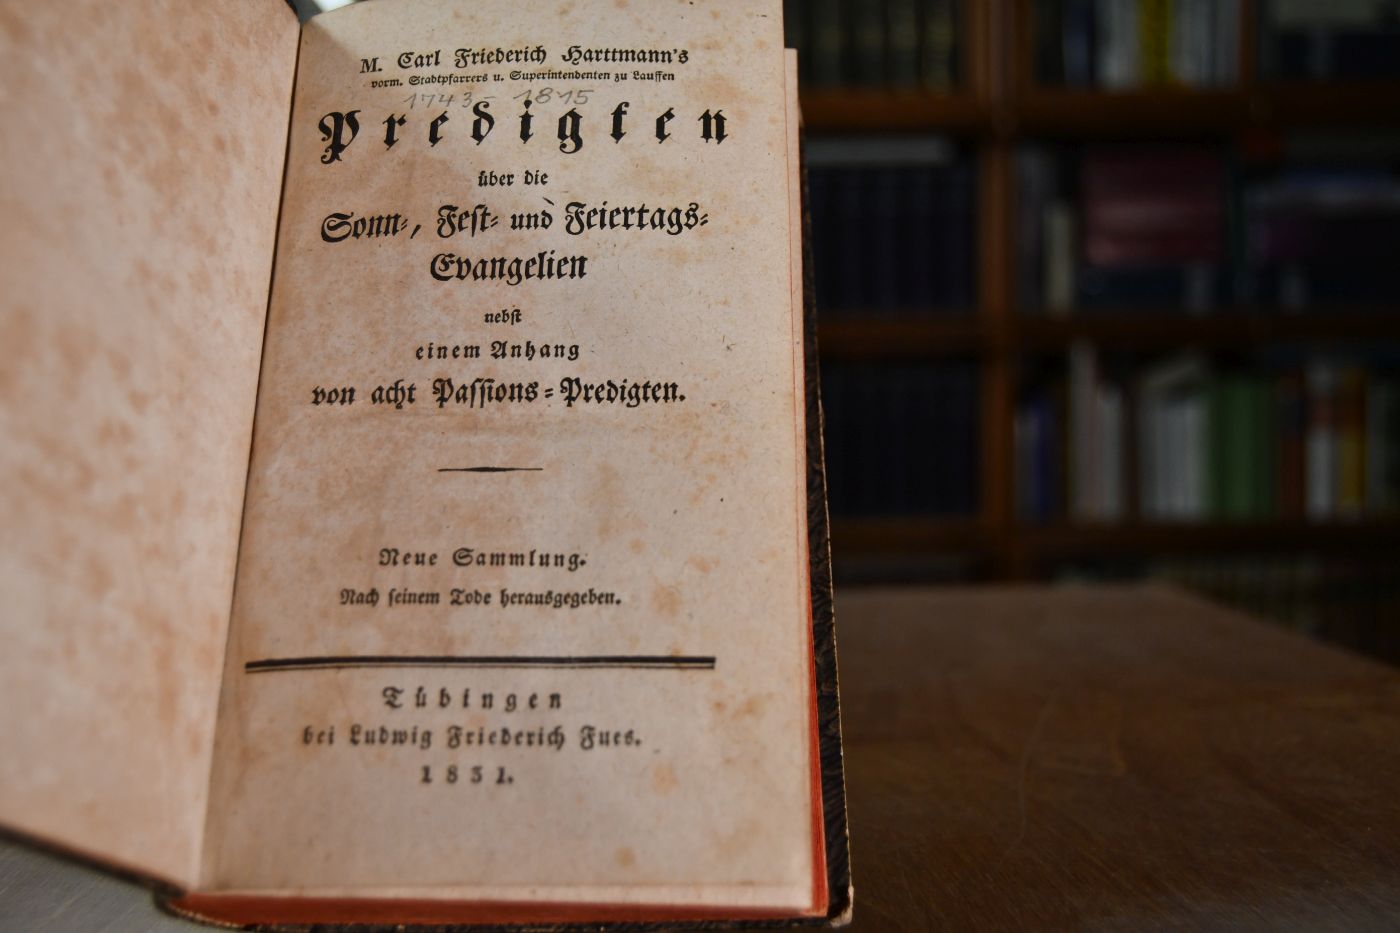 M. Carl Friederich Harttmann's
vorm. Stadtpfarrers u. Superintendenten zu Lauffen
1743 - 1815
Predigten
über die
Sonn-, Fest- und Feiertags-
Evangelien
nebst
einem Anhang
von acht Passions-Predigten.
Neue Sammlung.
Nach seinem Tode herausgegeben.
Tübingen
bei Ludwig Friederich Fues.
1831.